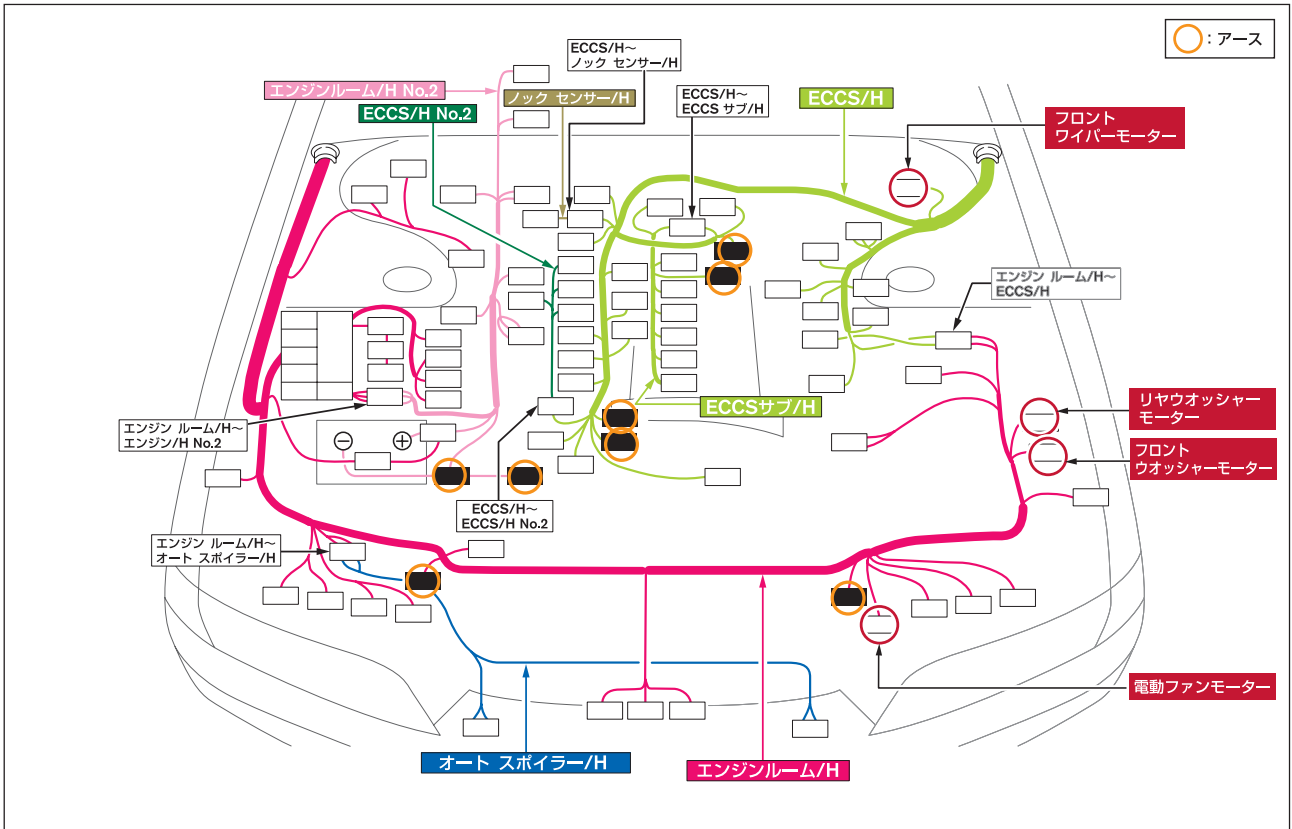 ：アース
ECCS/H～
ノック センサー/H
エンジンルーム/H No.2
ノック センサー/H
ECCS/H～
ECCS サブ/H
ECCS/H
ECCS/H No.2
フロント
ワイパーモーター
エンジン ルーム/H～
ECCS/H
リヤウオッシャー
モーター
ECCSサブ/H
エンジン ルーム/H～
エンジン/H No.2
－
＋
フロント
ウオッシャーモーター
ECCS/H～
ECCS/H No.2
エンジン ルーム/H～
オート スポイラー/H
電動ファンモーター
オート スポイラー/H
エンジンルーム/H